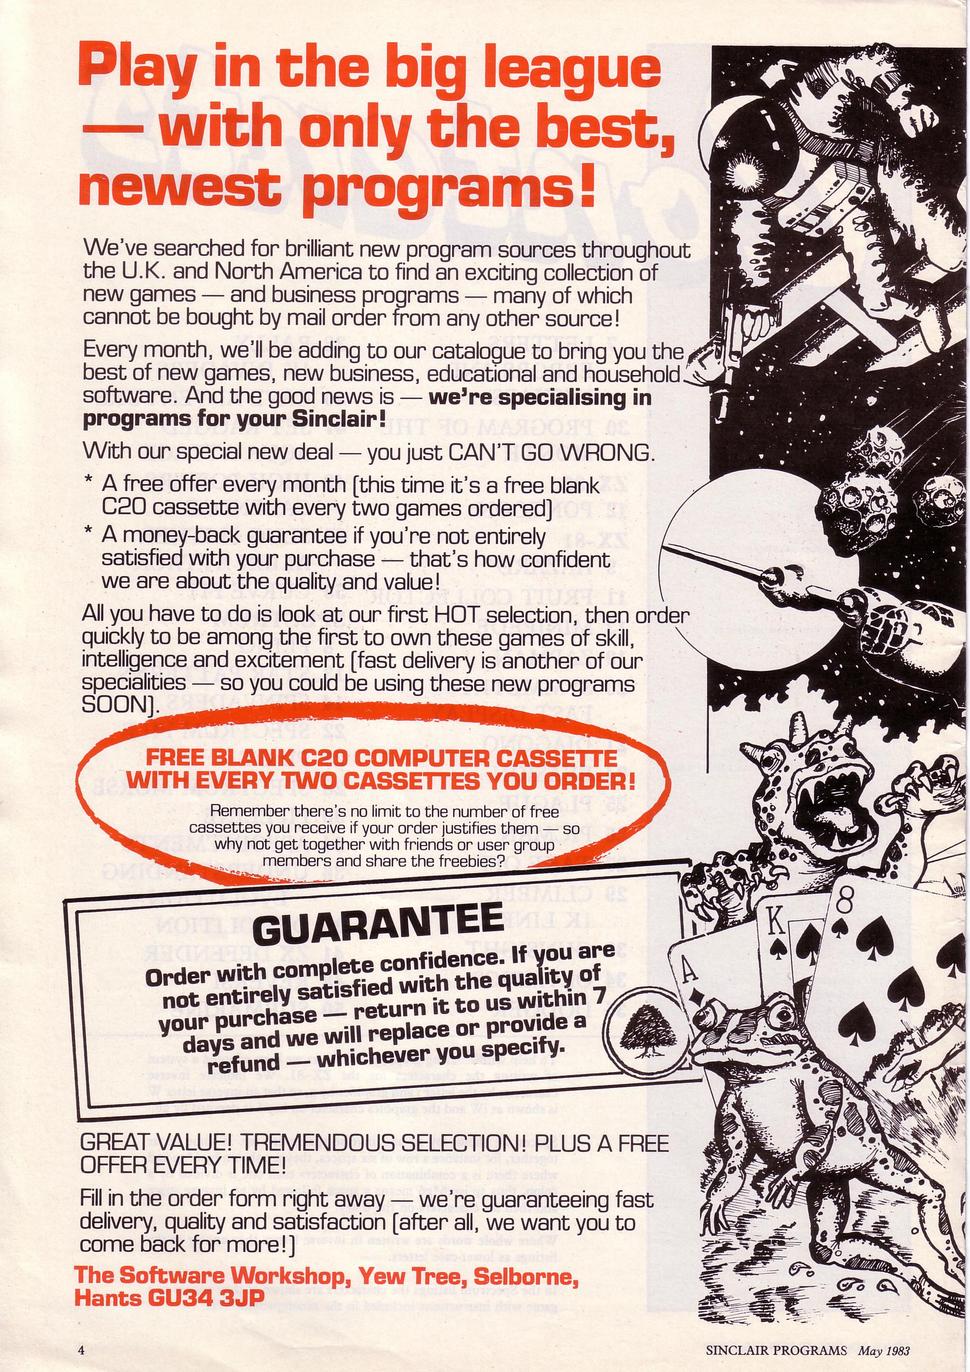 Play in the big league
— with only the best,
newest programs!
We've searched for brilliant new program sources throughout
the U.K. and North America to find an exciting collection of
new games — and business programs — many of which
cannot be bought by mail order from any other source!
Every month, we'll be adding to our catalogue to bring you the
best of new games, new business, educational and household
software. And the good news is — we're specialising in
programs for your Sinclair!
With our special new deal — you just CAN'T GO WRONG.
* A free offer every month [this time it's a free blank
C20 cassette with every two games ordered]
* A money-back guarantee if you're not entirely
satisfied with your purchase — that's how confident
we are about the quality and value!
All you have to do is look at our first HOT selection, then order
quickly to be among the first to own these games of skill,
intelligence and excitement [fast delivery is another of our
specialities — so you could be using these new programs
SOON].
FREE BLANK C20 COMPUTER CASSETTE
WITH EVERY TWO CASSETTES YOU ORDER!
Remember there's no limit to the number of free
cassettes you receive if your order justifies them — so
why not get together with friends or user group
members and share the freebies?
GUARANTEE
Order with complete confidence. If you are
not entirely satisfied with the quality of
your purchase — return it to us within 7
days and we will replace or provide a
refund — whichever you specify.
A
K
8
GREAT VALUE! TREMENDOUS SELECTION! PLUS A FREE
OFFER EVERY TIME!
Fill in the order form right away — we're guaranteeing fast
delivery, quality and satisfaction [after all, we want you to
come back for more!]
The Software Workshop, Yew Tree, Selborne,
Hants GU34 3JP
4
SINCLAIR PROGRAMS May 1983